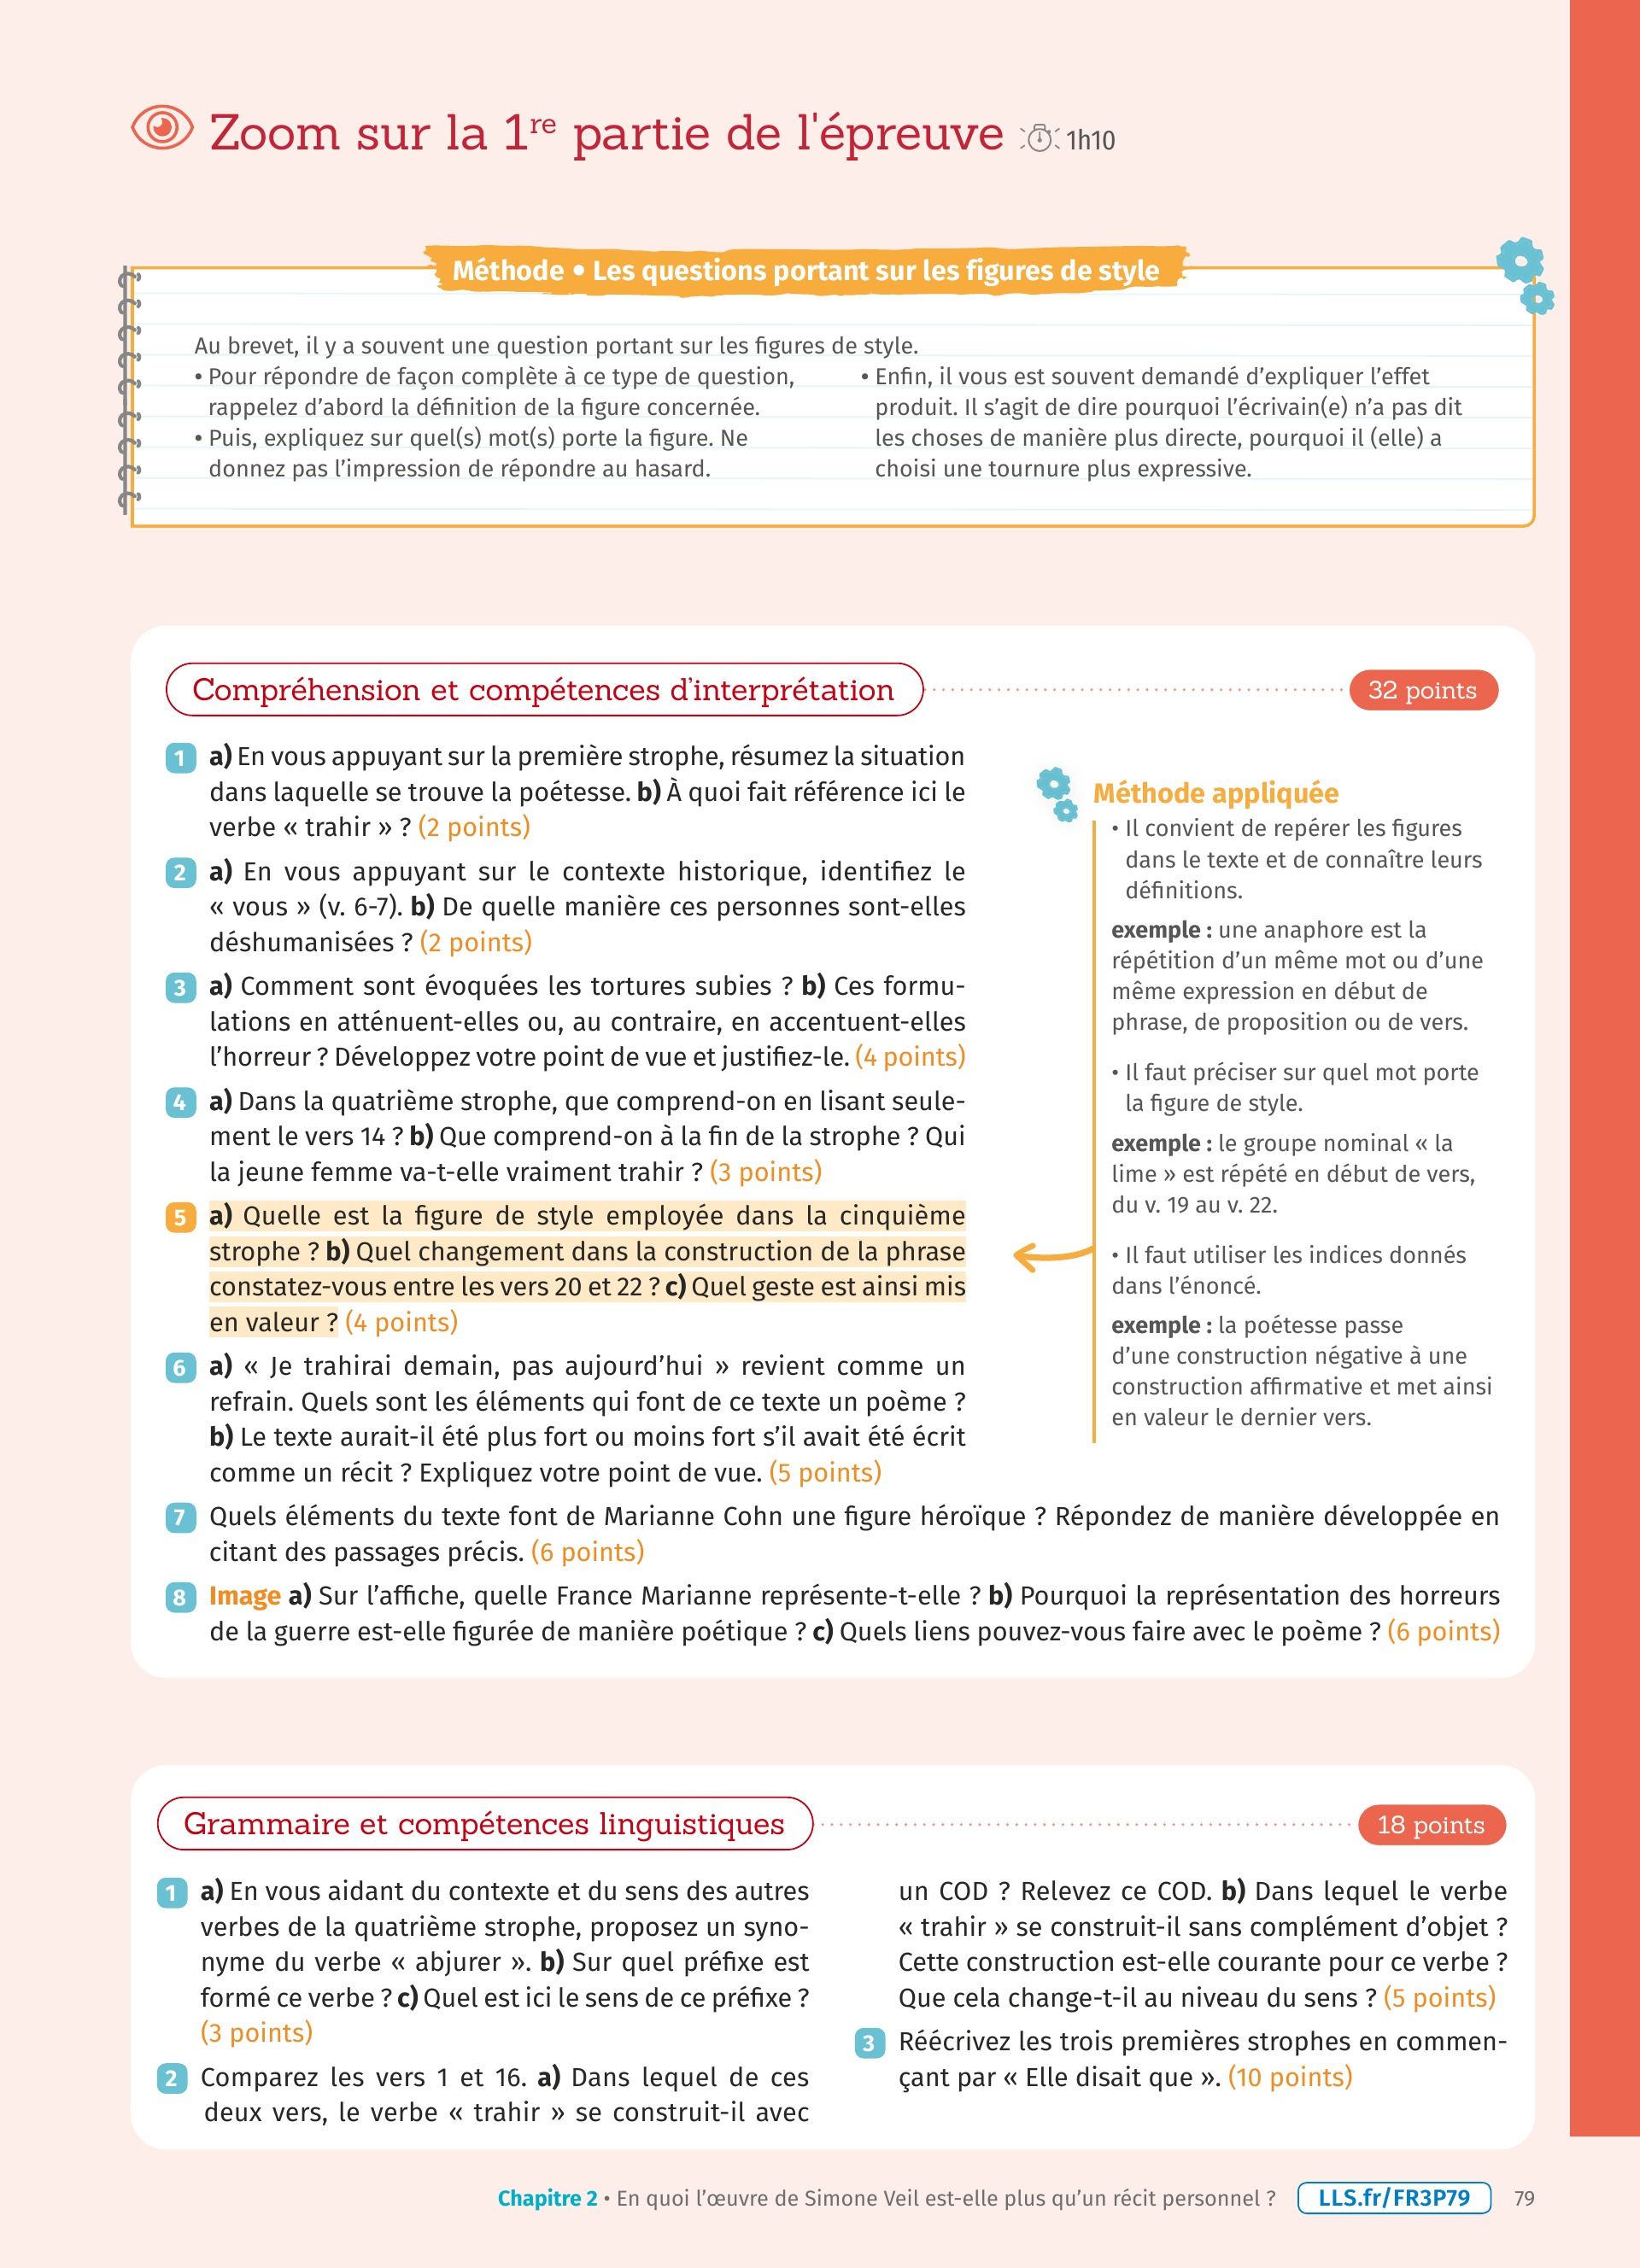 Zoom sur la 1re partie de l'épreuve 1h10
Méthode • Les questions portant sur les figures de style
Au brevet, il y a souvent une question portant sur les figures de style.
• Pour répondre de façon complète à ce type de question,
rappelez d’abord la définition de la figure concernée.
• Puis, expliquez sur quel(s) mot(s) porte la figure. Ne
donnez pas l’impression de répondre au hasard.
• Enfin, il vous est souvent demandé d’expliquer l’effet
produit. Il s’agit de dire pourquoi l’écrivain(e) n’a pas dit
les choses de manière plus directe, pourquoi il (elle) a
choisi une tournure plus expressive.
Compréhension et compétences d’interprétation
32 points
1 a) En vous appuyant sur la première strophe, résumez la situation
dans laquelle se trouve la poétesse. b) À quoi fait référence ici le
verbe « trahir » ? (2 points)
2 a) En vous appuyant sur le contexte historique, identifiez le
« vous » (v. 6-7). b) De quelle manière ces personnes sont-elles
déshumanisées ? (2 points)
3 a) Comment sont évoquées les tortures subies ? b) Ces formu-
lations en atténuent-elles ou, au contraire, en accentuent-elles
l’horreur ? Développez votre point de vue et justifiez-le. (4 points)
4 a) Dans la quatrième strophe, que comprend-on en lisant seule-
ment le vers 14 ? b) Que comprend-on à la fin de la strophe ? Qui
la jeune femme va-t-elle vraiment trahir ? (3 points)
5 a) Quelle est la figure de style employée dans la cinquième
strophe ? b) Quel changement dans la construction de la phrase
constatez-vous entre les vers 20 et 22 ? c) Quel geste est ainsi mis
en valeur ? (4 points)
6 a) « Je trahirai demain, pas aujourd’hui » revient comme un
refrain. Quels sont les éléments qui font de ce texte un poème ?
b) Le texte aurait-il été plus fort ou moins fort s’il avait été écrit
comme un récit ? Expliquez votre point de vue. (5 points)
Méthode appliquée
• Il convient de repérer les figures
dans le texte et de connaître leurs
définitions.
exemple : une anaphore est la
répétition d’un même mot ou d’une
même expression en début de
phrase, de proposition ou de vers.
• Il faut préciser sur quel mot porte
la figure de style.
exemple : le groupe nominal « la
lime » est répété en début de vers,
du v. 19 au v. 22.
• Il faut utiliser les indices donnés
dans l’énoncé.
exemple : la poétesse passe
d’une construction négative à une
construction affirmative et met ainsi
en valeur le dernier vers.
7 Quels éléments du texte font de Marianne Cohn une figure héroïque ? Répondez de manière développée en
citant des passages précis. (6 points)
8 Image a) Sur l’affiche, quelle France Marianne représente-t-elle ? b) Pourquoi la représentation des horreurs
de la guerre est-elle figurée de manière poétique ? c) Quels liens pouvez-vous faire avec le poème ? (6 points)
Grammaire et compétences linguistiques
18 points
1 a) En vous aidant du contexte et du sens des autres
verbes de la quatrième strophe, proposez un syno-
nyme du verbe « abjurer ». b) Sur quel préfixe est
formé ce verbe ? c) Quel est ici le sens de ce préfixe ?
(3 points)
2 Comparez les vers 1 et 16. a) Dans lequel de ces
deux vers, le verbe « trahir » se construit-il avec
un COD ? Relevez ce COD. b) Dans lequel le verbe
« trahir » se construit-il sans complément d’objet ?
Cette construction est-elle courante pour ce verbe ?
Que cela change-t-il au niveau du sens ? (5 points)
3 Réécrivez les trois premières strophes en commen-
çant par « Elle disait que ». (10 points)
Chapitre 2 • En quoi l’œuvre de Simone Veil est-elle plus qu’un récit personnel ? LLS.fr/FR3P79 79